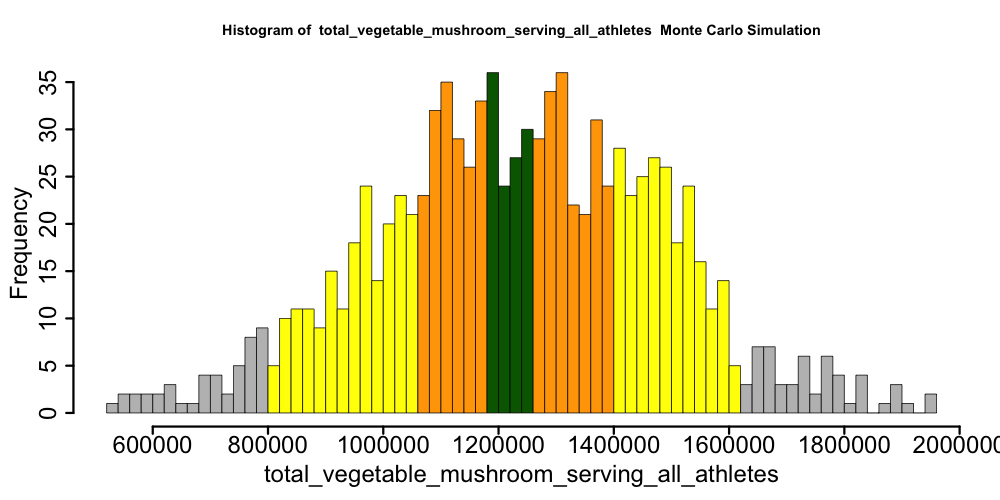 Histogram of  total_vegetable_mushroom_serving_all_athletes  Monte Carlo Simulation
Frequency
35
30
25
20
15
10
5
0
600000 800000 1000000 1200000 1400000 1600000 1800000 2000000
total_vegetable_mushroom_serving_all_athletes